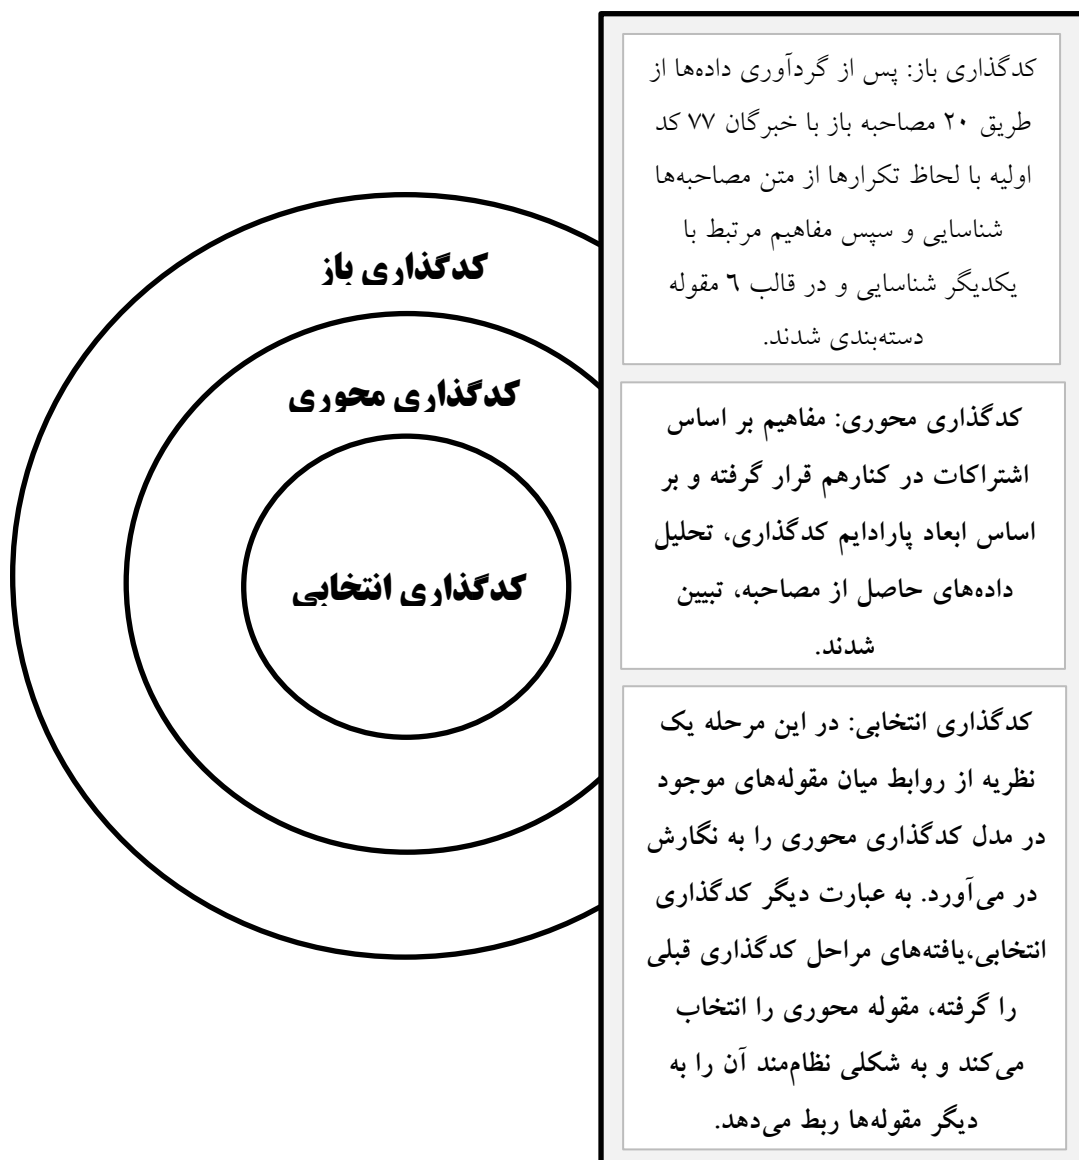 کدگذاری باز
کدگذاری محوری
کدگذاری انتخابی
کدگذاری باز: پس از گردآوری داده‌ها از
طریق ۲۰ مصاحبه باز با خبرگان ۷۷ کد
اولیه با لحاظ تکرارها از متن مصاحبه‌ها
شناسایی و سپس مفاهیم مرتبط با
یکدیگر شناسایی و در قالب ٦ مقوله
دسته‌بندی شدند.
کدگذاری محوری: مفاهیم بر اساس
اشتراکات در کنارهم قرار گرفته و بر
اساس ابعاد پارادایم کدگذاری، تحلیل
داده‌های حاصل از مصاحبه، تبیین
شدند.
کدگذاری انتخابی: در این مرحله یک
نظریه از روابط میان مقوله‌های موجود
در مدل کدگذاری محوری را به نگارش
در می‌آورد. به عبارت دیگر کدگذاری
انتخابی،یافته‌های مراحل کدگذاری قبلی
را گرفته، مقوله محوری را انتخاب
می‌کند و به شکلی نظام‌مند آن را به
دیگر مقوله‌ها ربط می‌دهد.